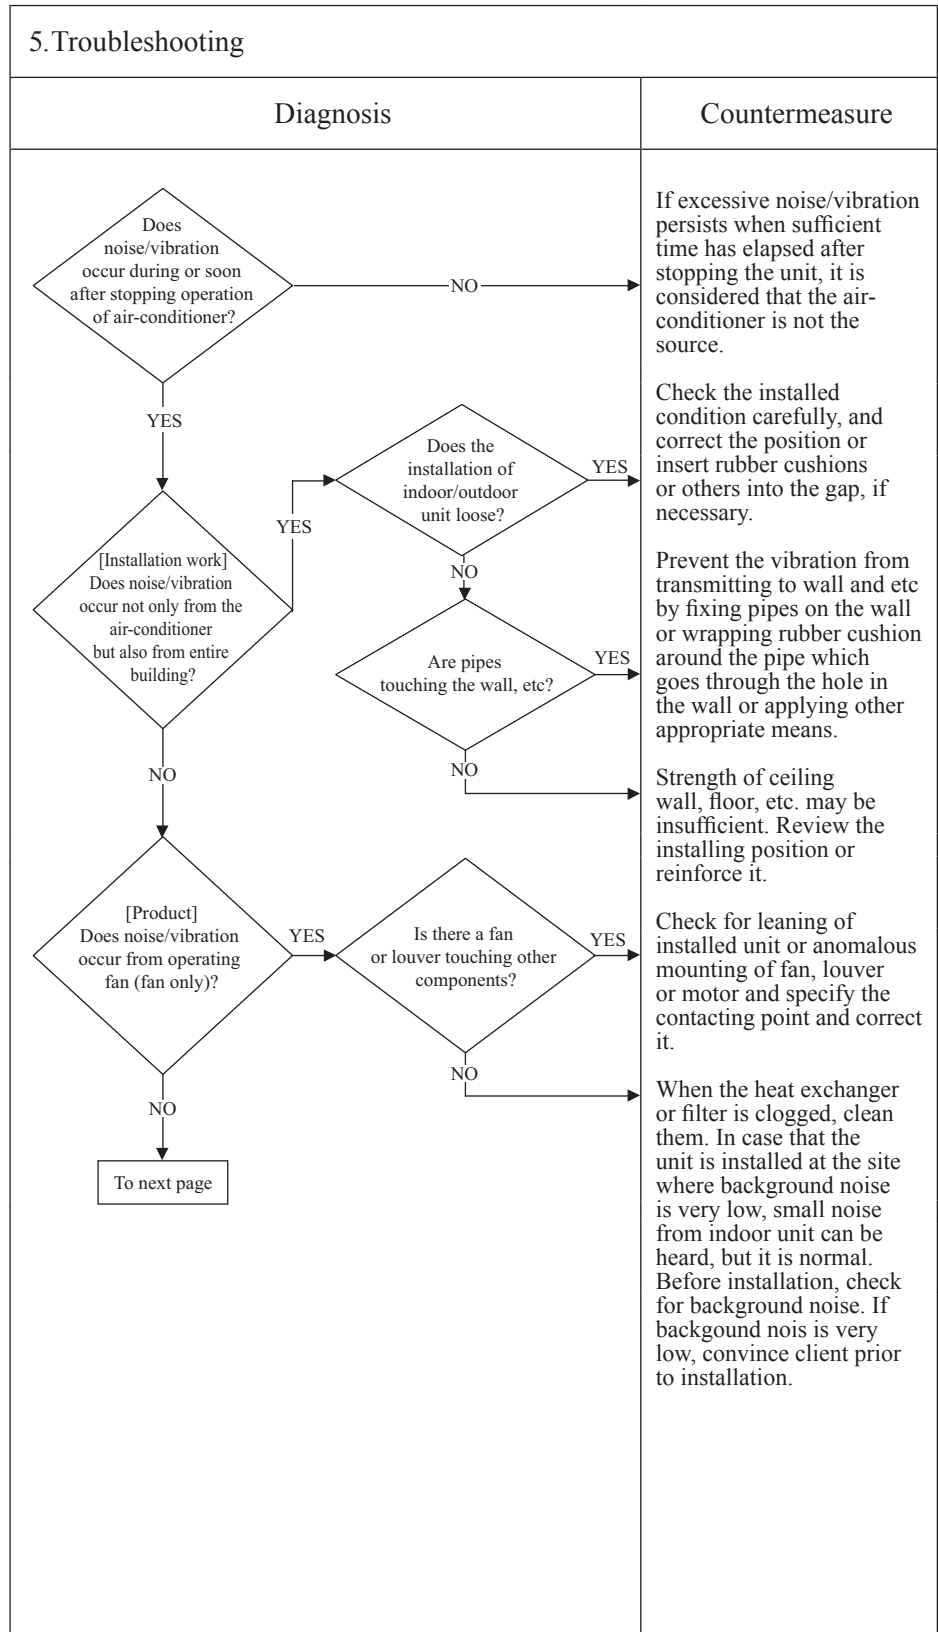 5.Troubleshooting
Diagnosis
Countermeasure
Does
noise/vibration
occur during or soon
after stopping operation
of air-conditioner?
NO
If excessive noise/vibration
persists when sufficient
time has elapsed after
stopping the unit, it is
considered that the air-
conditioner is not the
source.
YES
[Installation work]
Does noise/vibration
occur not only from the
air-conditioner
but also from entire
building?
YES
Does the
installation of
indoor/outdoor
unit loose?
YES
Check the installed
condition carefully, and
correct the position or
insert rubber cushions
or others into the gap, if
necessary.
NO
Are pipes
touching the wall, etc?
YES
Prevent the vibration from
transmitting to wall and etc
by fixing pipes on the wall
or wrapping rubber cushion
around the pipe which
goes through the hole in
the wall or applying other
appropriate means.
NO
Strength of ceiling
wall, floor, etc. may be
insufficient. Review the
installing position or
reinforce it.
NO
[Product]
Does noise/vibration
occur from operating
fan (fan only)?
YES
Is there a fan
or louver touching other
components?
YES
Check for leaning of
installed unit or anomalous
mounting of fan, louver
or motor and specify the
contacting point and correct
it.
NO
When the heat exchanger
or filter is clogged, clean
them. In case that the
unit is installed at the site
where background noise
is very low, small noise
from indoor unit can be
heard, but it is normal.
Before installation, check
for background noise. If
backgound nois is very
low, convince client prior
to installation.
NO
To next page